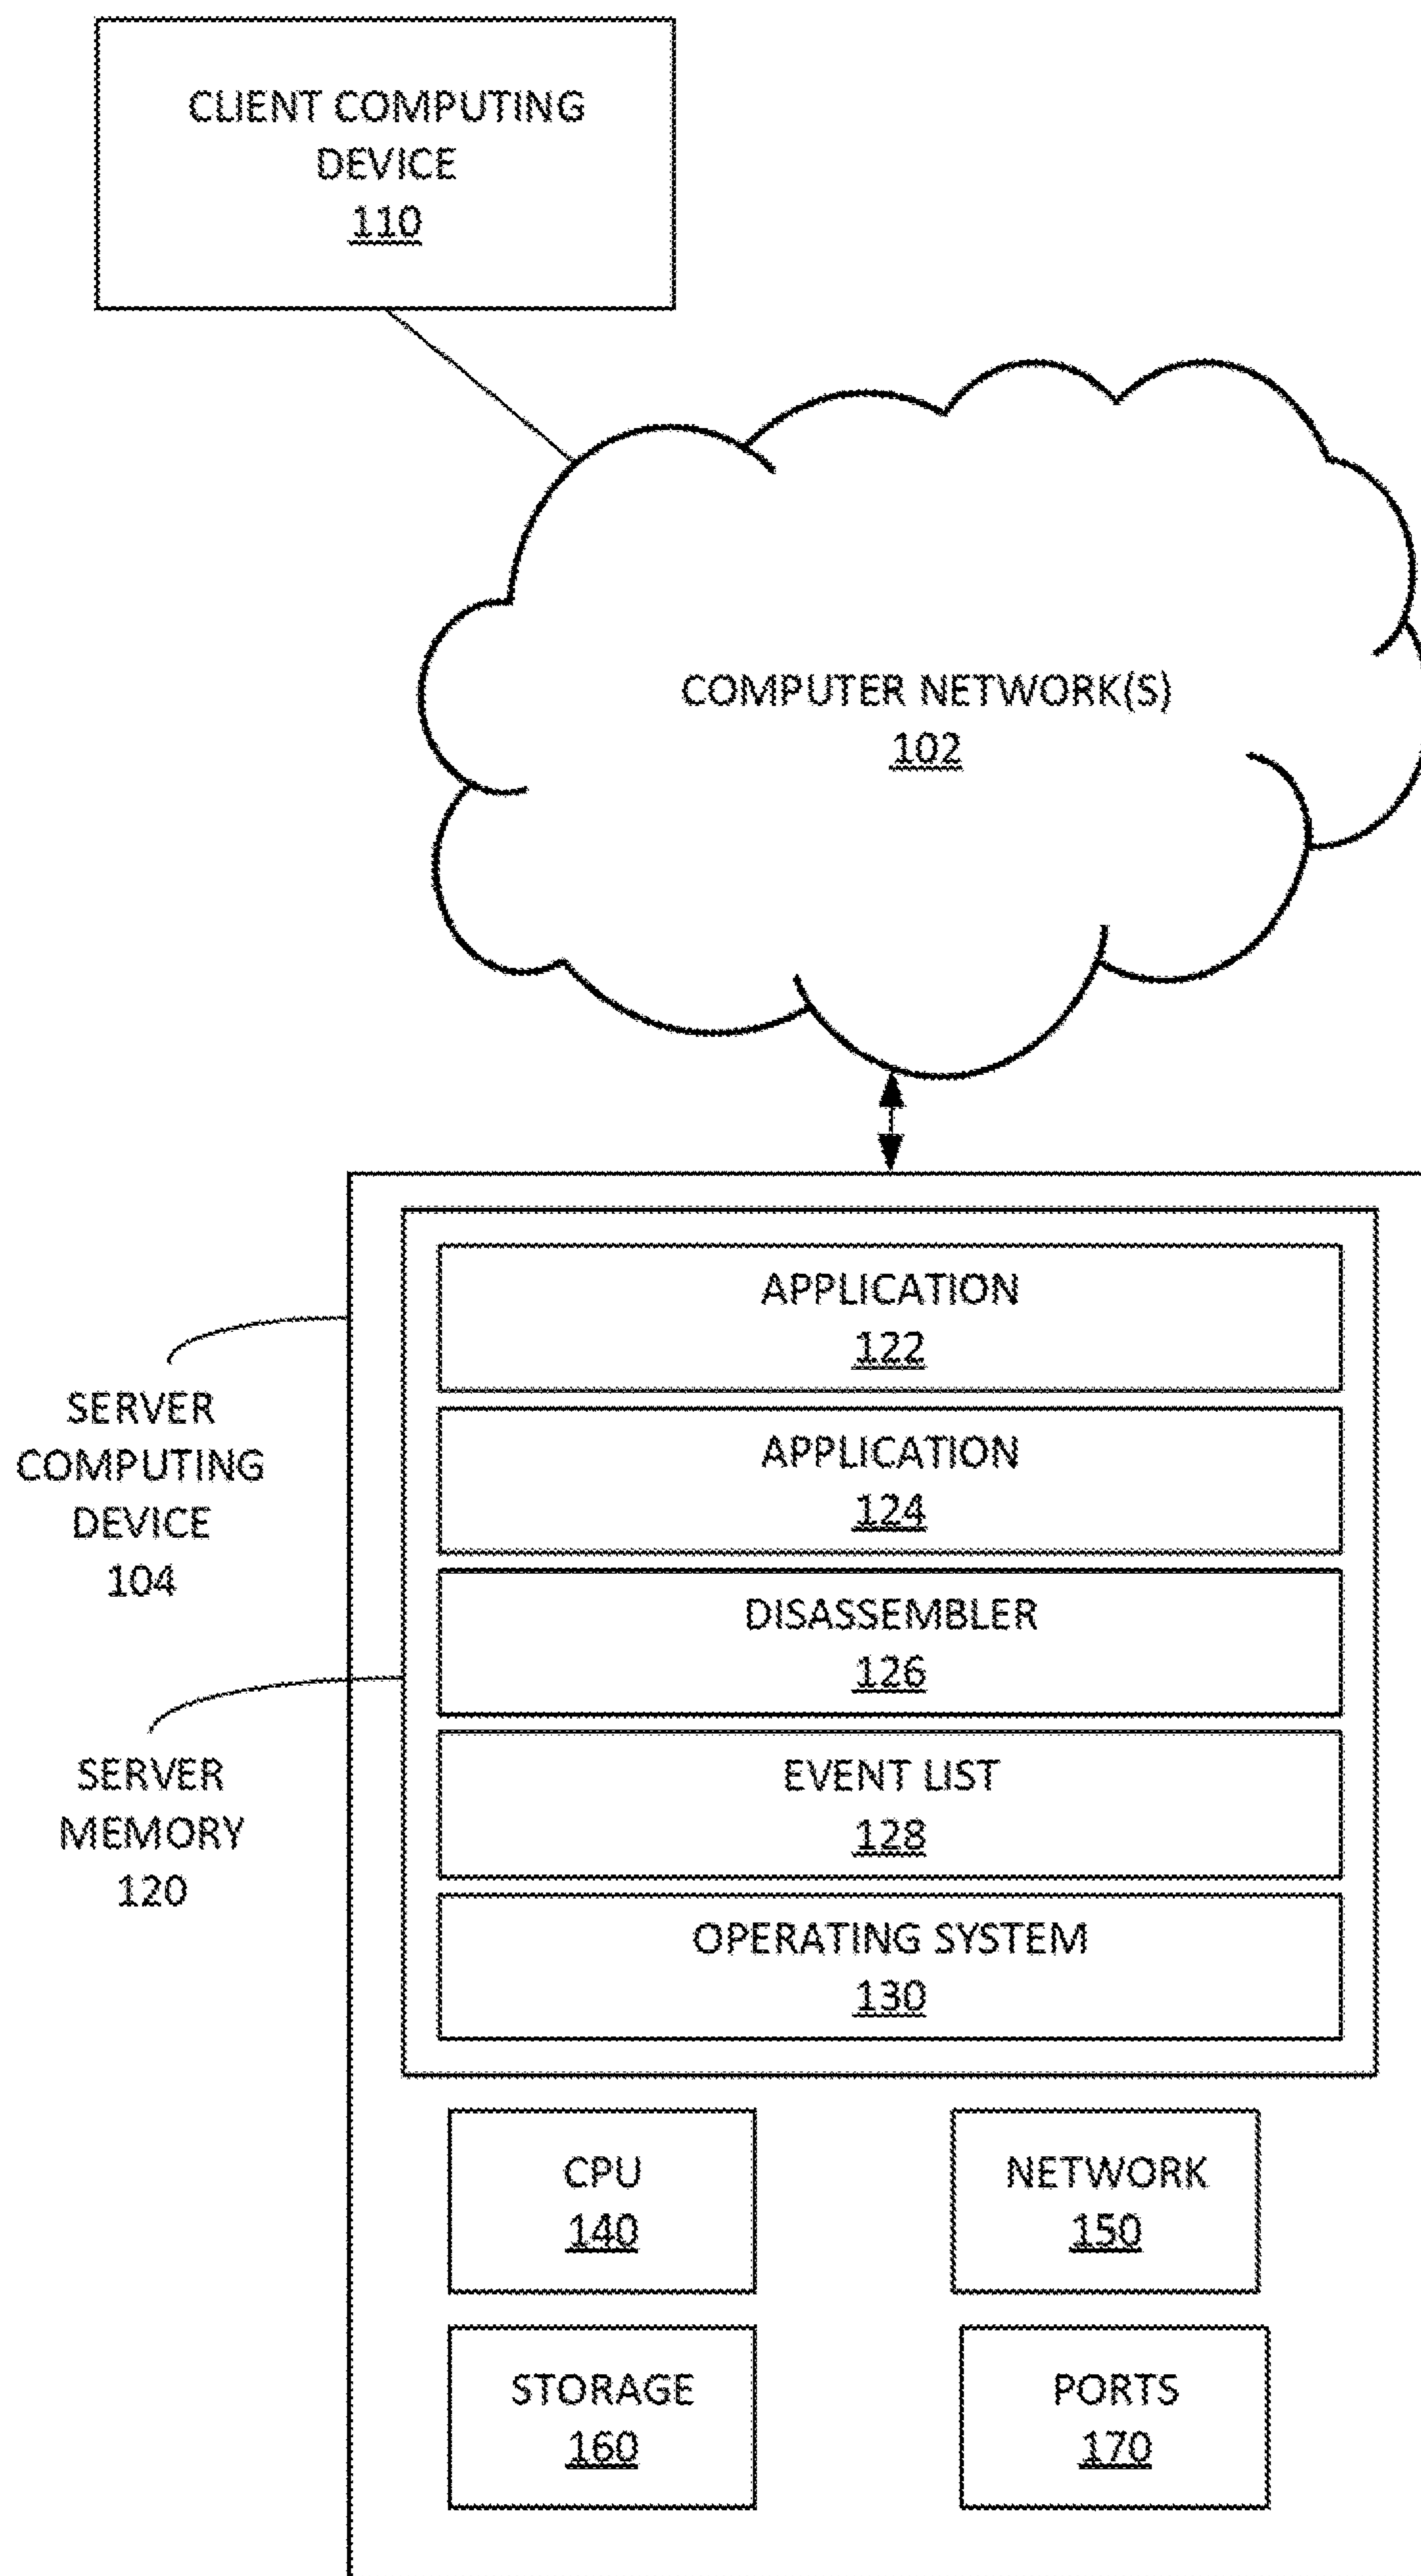 CLIENT COMPUTING
DEVICE
110
COMPUTER NETWORK(S)
102
APPLICATION
122
APPLICATION
124
DISASSEMBLER
126
EVENT LIST
128
OPERATING SYSTEM
130
SERVER
COMPUTING
DEVICE
104
SERVER
MEMORY
120
CPU
140
NETWORK
150
STORAGE
160
PORTS
170